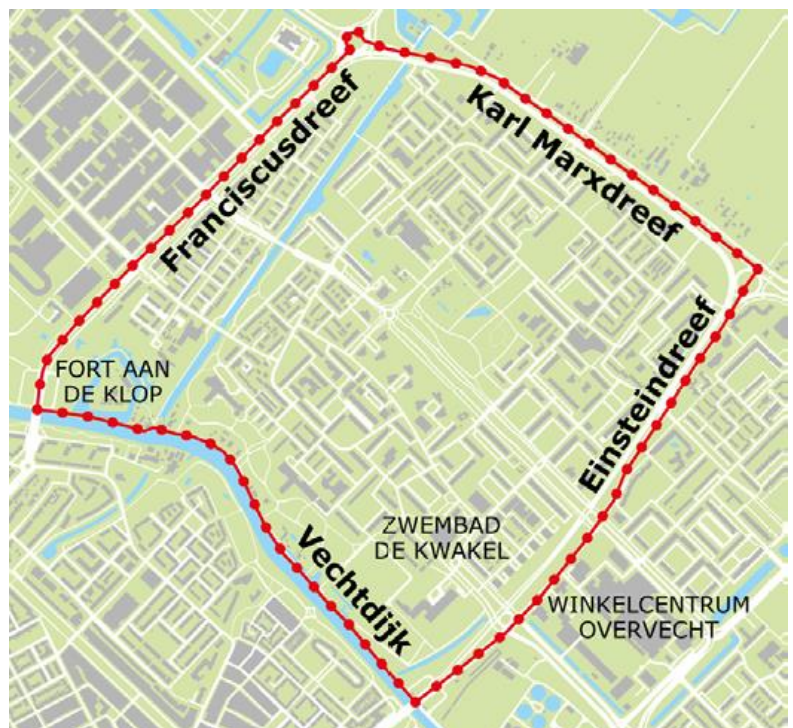 Franciscusdreef
Karl Marxdreef
FORT AAN
DE KLOP
Einsteindreef
Vechtdijk
ZWEMBAD
DE KWAKEL
WINKELCENTRUM
OVERVECHT